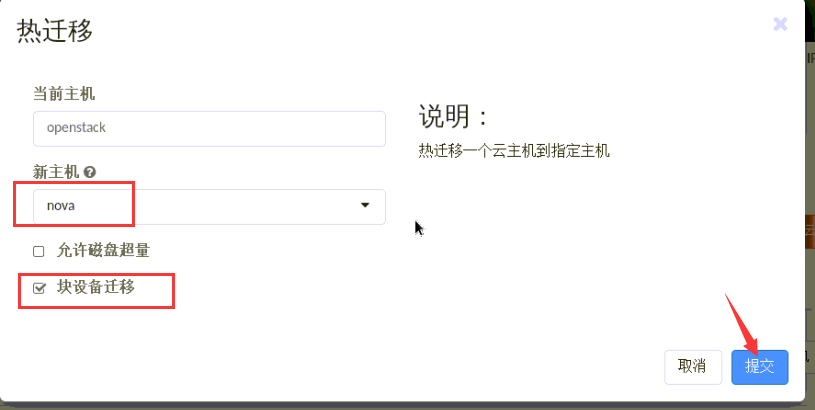 热迁移
当前主机
openstack
新主机
nova
允许磁盘超量
块设备迁移
说明：
热迁移一个云主机到指定主机
取消
提交